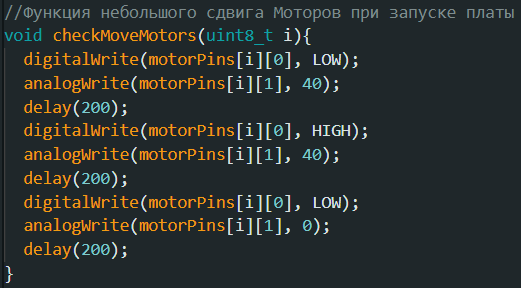 //Функция небольшого сдвига Моторов при запуске платы
void checkMoveMotors(uint8_t i){
  digitalWrite(motorPins[i][0], LOW);
  analogWrite(motorPins[i][1], 40);
  delay(200);
  digitalWrite(motorPins[i][0], HIGH);
  analogWrite(motorPins[i][1], 40);
  delay(200);
  digitalWrite(motorPins[i][0], LOW);
  analogWrite(motorPins[i][1], 0);
  delay(200);
}